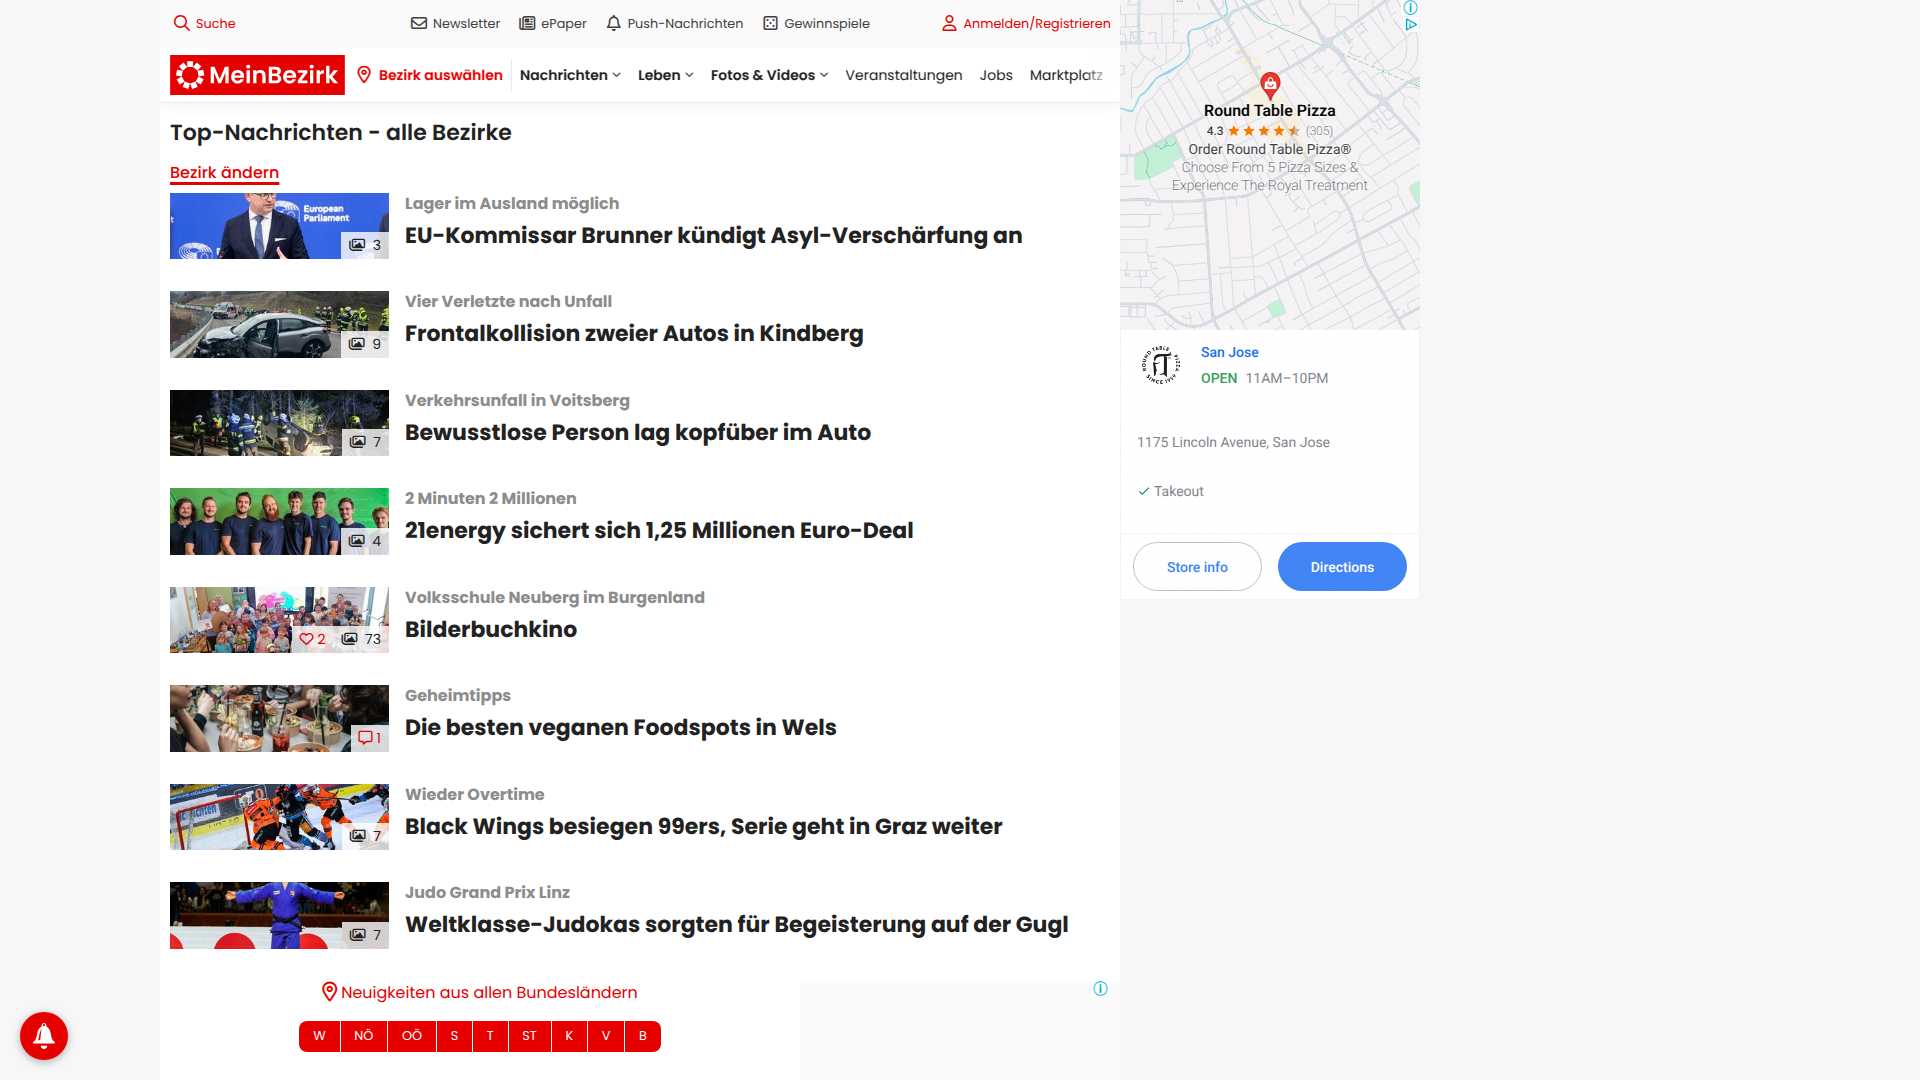 Suche
Newsletter
ePaper
Push-Nachrichten
Gewinnspiele
Anmelden/Registrieren
MeinBezirk
Bezirk auswählen
Nachrichten
Leben
Fotos & Videos
Veranstaltungen
Jobs
Marktplatz
Top-Nachrichten - alle Bezirke
Bezirk ändern
European
Parliament
3
Lager im Ausland möglich
EU-Kommissar Brunner kündigt Asyl-Verschärfung an
9
Vier Verletzte nach Unfall
Frontalkollision zweier Autos in Kindberg
7
Verkehrsunfall in Voitsberg
Bewusstlose Person lag kopfüber im Auto
4
2 Minuten 2 Millionen
21energy sichert sich 1,25 Millionen Euro-Deal
2 73
Volksschule Neuberg im Burgenland
Bilderbuchkino
1
Geheimtipps
Die besten veganen Foodspots in Wels
7
Wieder Overtime
Black Wings besiegen 99ers, Serie geht in Graz weiter
7
Judo Grand Prix Linz
Weltklasse-Judokas sorgten für Begeisterung auf der Gugl
Neuigkeiten aus allen Bundesländern
W NÖ OÖ S T ST K V B
Round Table Pizza
4.3 (305)
Order Round Table Pizza®
Choose From 5 Pizza Sizes &
Experience The Royal Treatment
ROUND TABLE PIZZA
SINCE 1959
San Jose
OPEN 11AM–10PM
1175 Lincoln Avenue, San Jose
Takeout
Store info
Directions